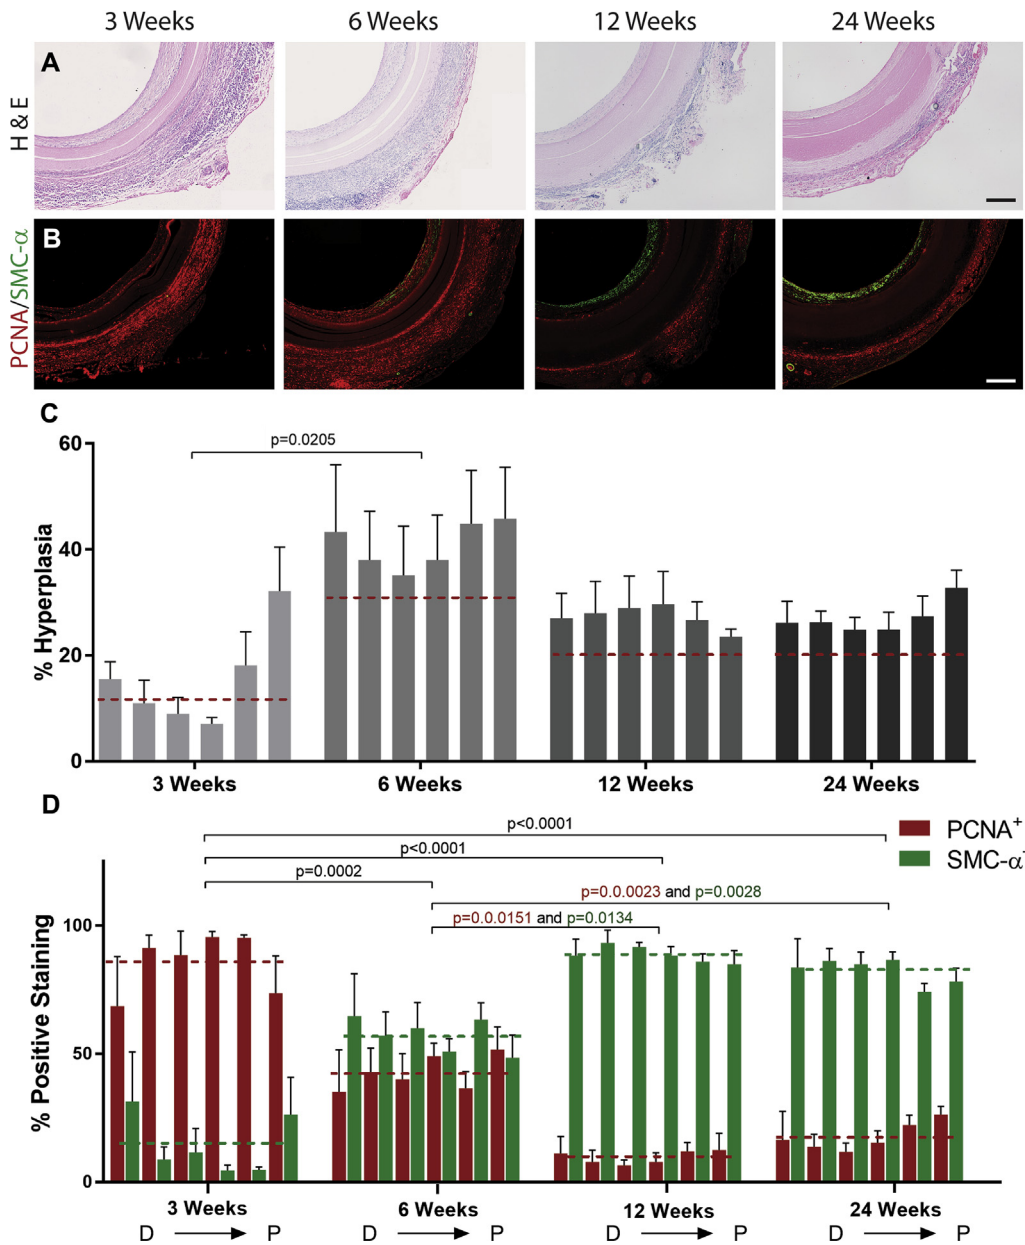 3 Weeks 6 Weeks 12 Weeks 24 Weeks
A
H & E
B
PCNA/SMC-α
C
p=0.0205
60
40
20
0
% Hyperplasia
3 Weeks 6 Weeks 12 Weeks 24 Weeks
D
PCNA+
SMC-α-
p<0.0001
p<0.0001
p=0.0002
p=0.0.0023 and p=0.0028
p=0.0.0151 and p=0.0134
100
50
0
% Positive Staining
3 Weeks 6 Weeks 12 Weeks 24 Weeks
D P D P D P D P